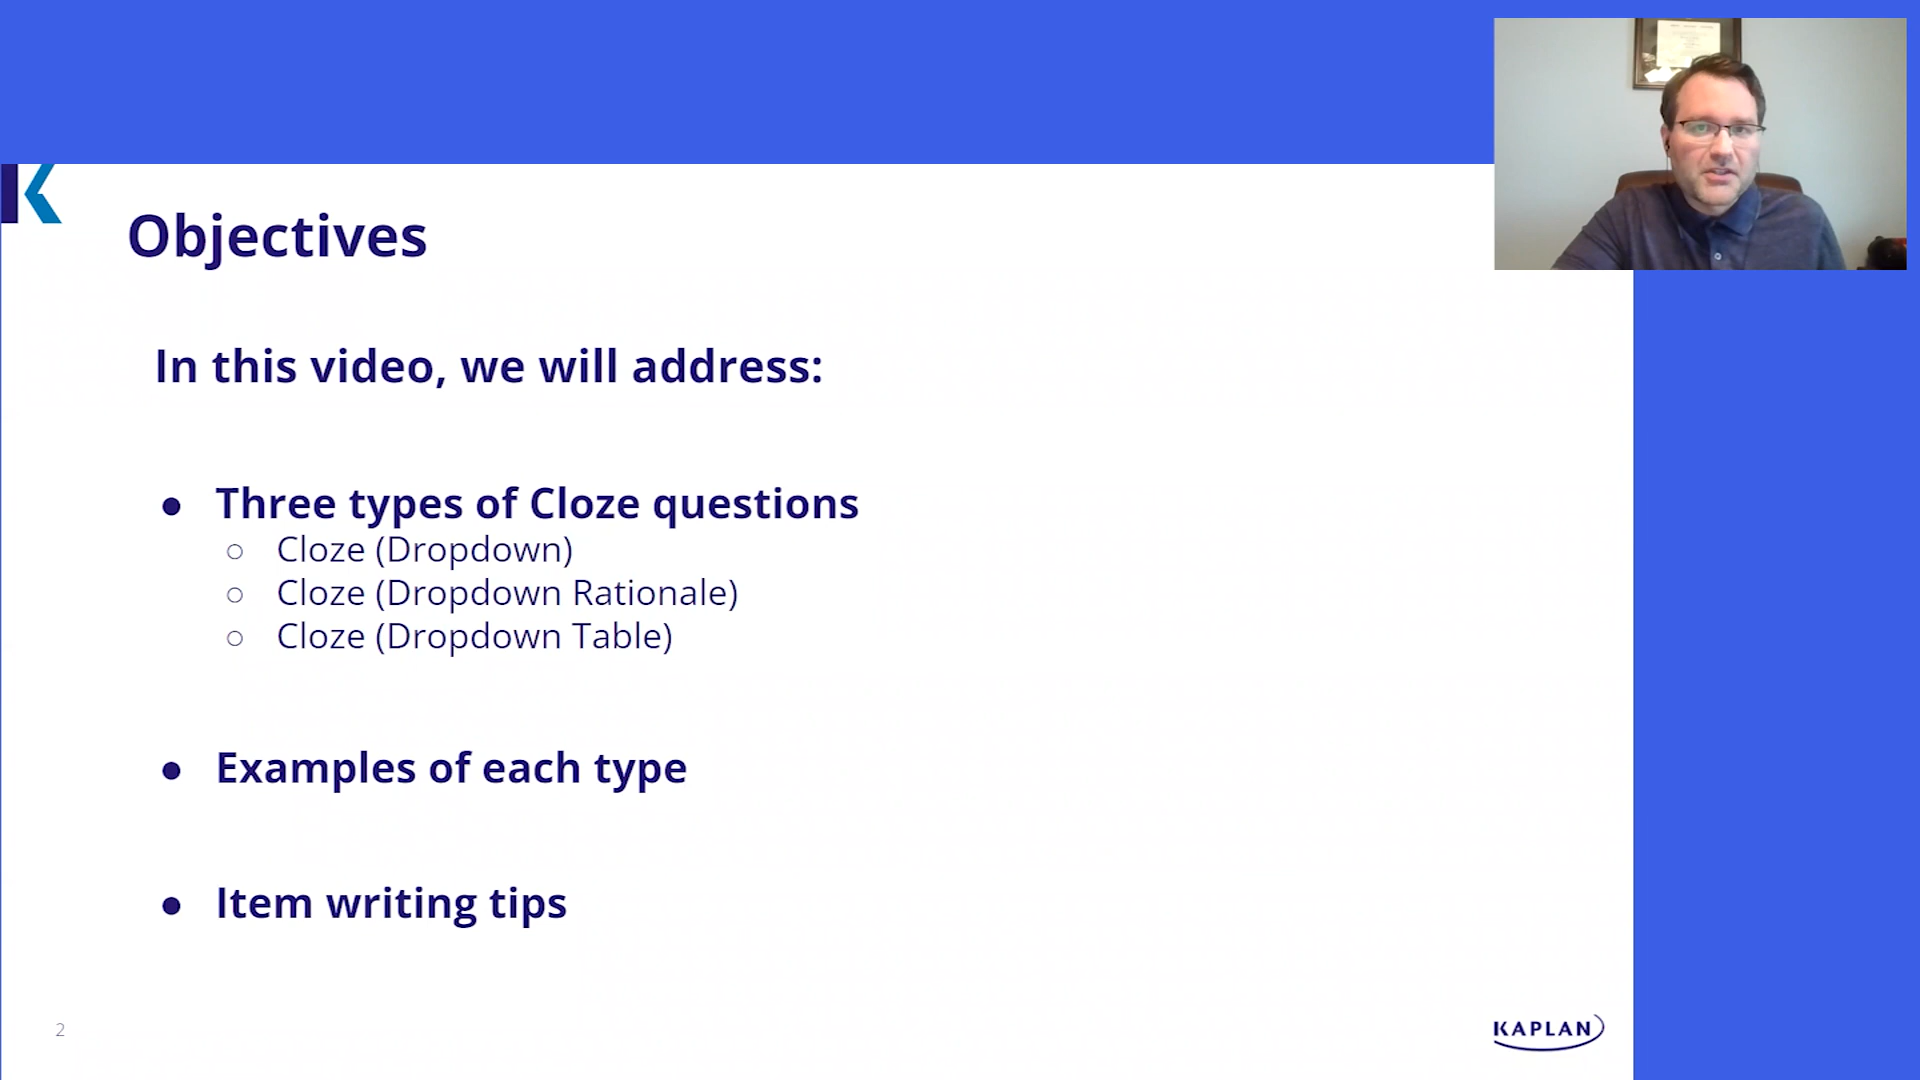 Objectives
In this video, we will address:
● Three types of Cloze questions
○ Cloze (Dropdown)
○ Cloze (Dropdown Rationale)
○ Cloze (Dropdown Table)
● Examples of each type
● Item writing tips
2
KAPLAN